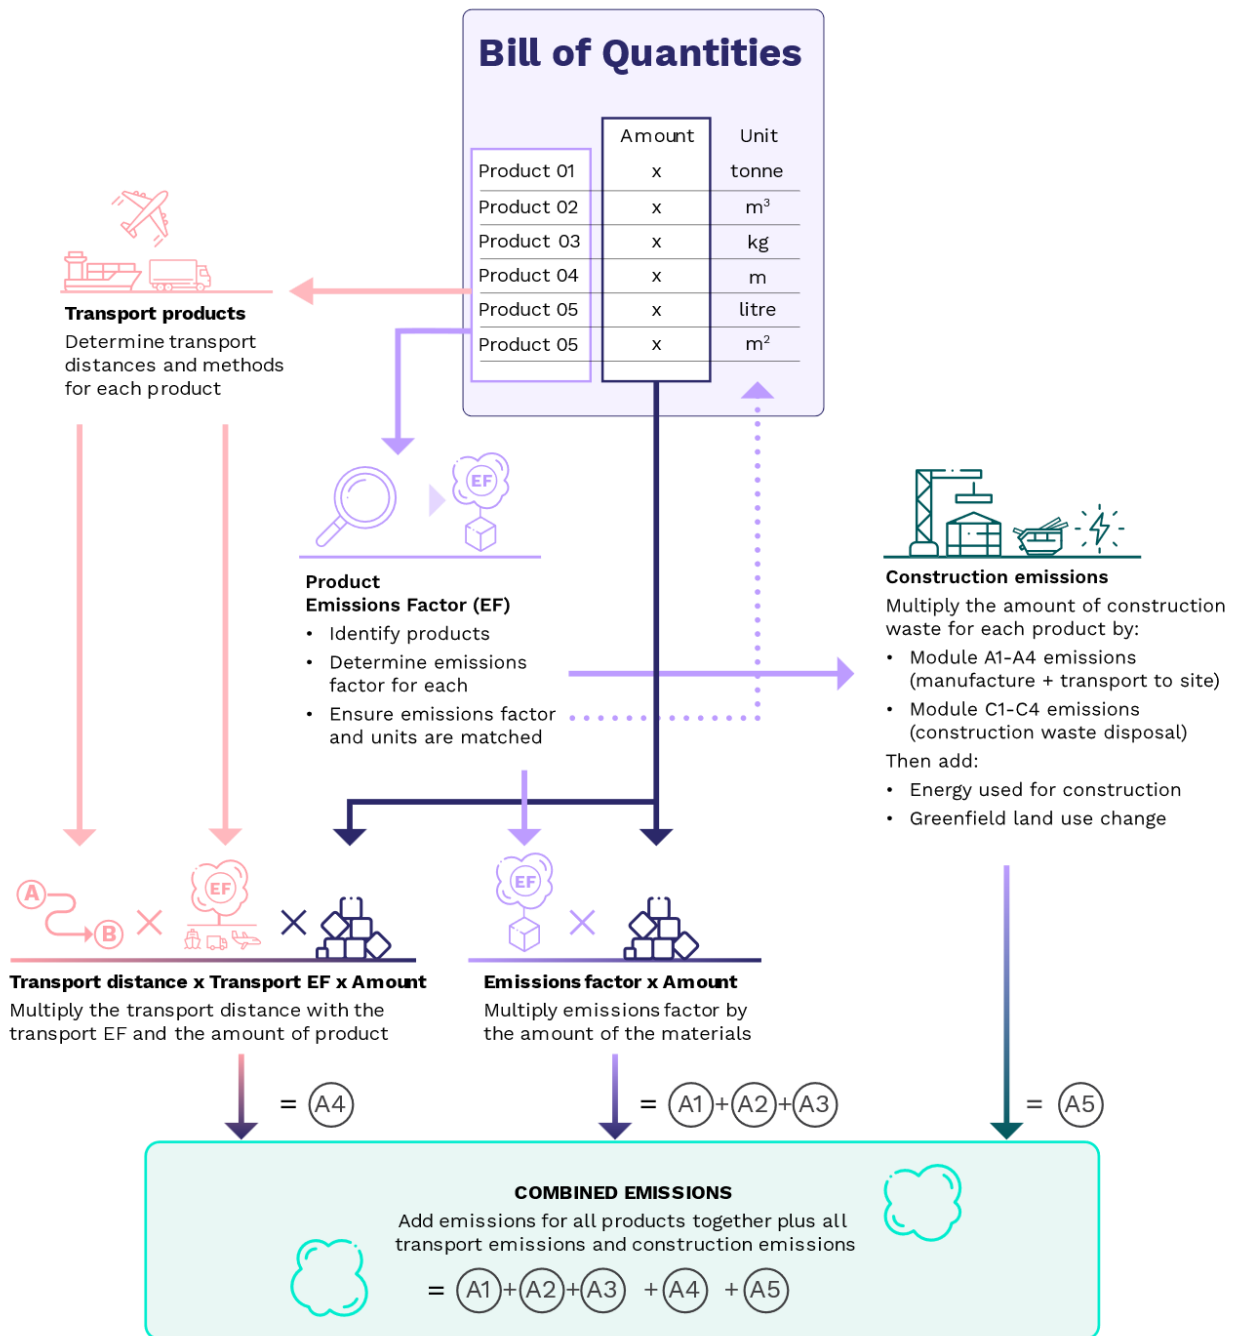 Bill of Quantities
Amount Unit
Product 01 x tonne
Product 02 x m³
Product 03 x kg
Product 04 x m
Product 05 x litre
Product 05 x m²
Transport products
Determine transport
distances and methods
for each product
EF
Product
Emissions Factor (EF)
• Identify products
• Determine emissions
factor for each
• Ensure emissions factor
and units are matched
Construction emissions
Multiply the amount of construction
waste for each product by:
• Module A1-A4 emissions
(manufacture + transport to site)
• Module C1-C4 emissions
(construction waste disposal)
Then add:
• Energy used for construction
• Greenfield land use change
A
B
×
EF
×
Transport distance x Transport EF x Amount
Multiply the transport distance with the
transport EF and the amount of product
= A4
EF
×
Emissions factor x Amount
Multiply emissions factor by
the amount of the materials
= A1+A2+A3
= A5
COMBINED EMISSIONS
Add emissions for all products together plus all
transport emissions and construction emissions
= A1+A2+A3 +A4 +A5